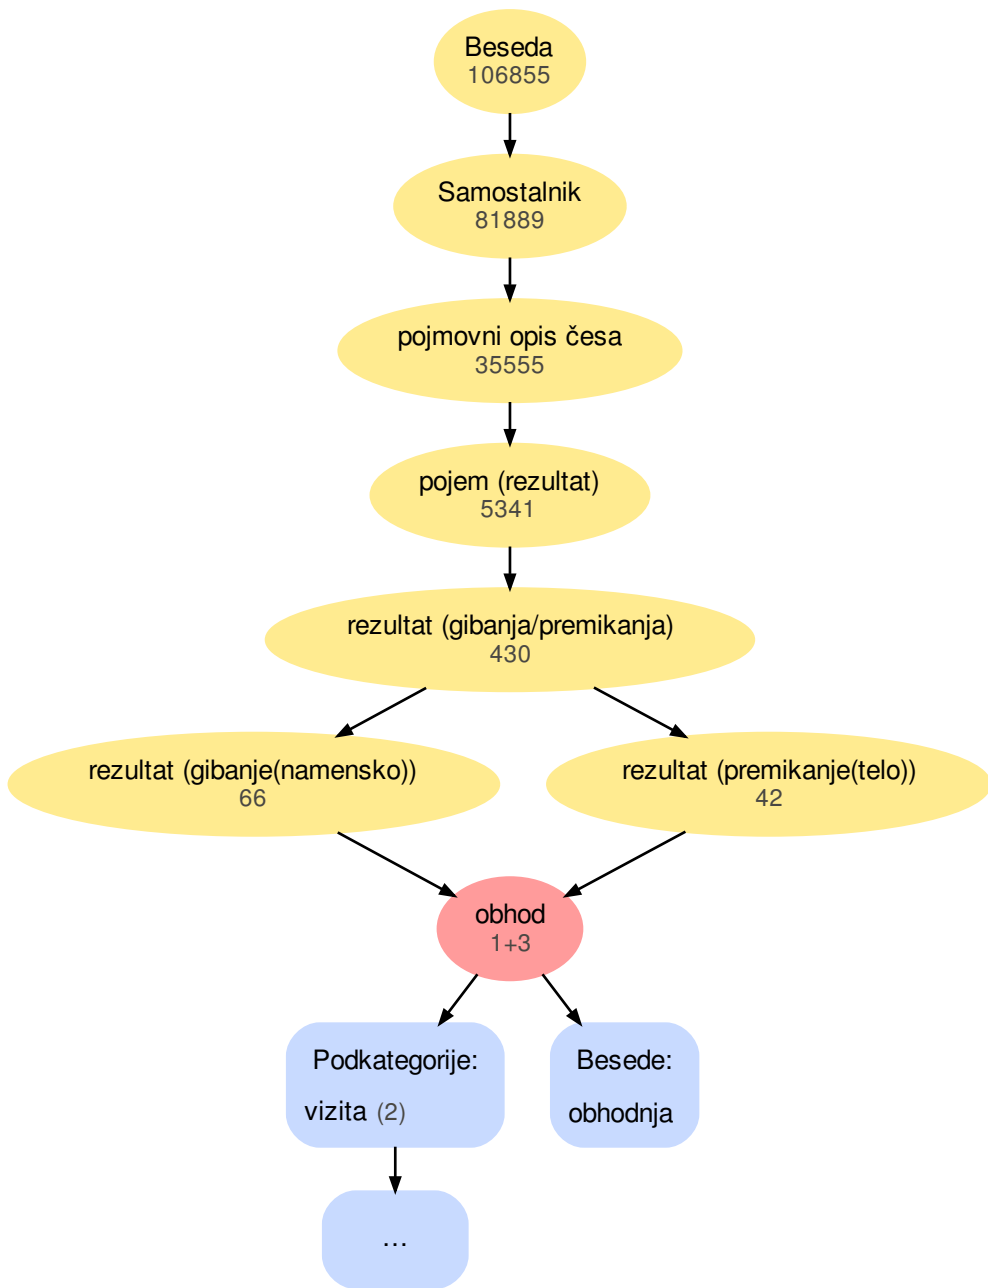 Beseda
106855
Samostalnik
81889
pojmovni opis česa
35555
pojem (rezultat)
5341
rezultat (gibanja/premikanja)
430
rezultat (gibanje(namensko))
66
rezultat (premikanje(telo))
42
obhod
1+3
Podkategorije:
vizita (2)
Besede:
obhodnja
...